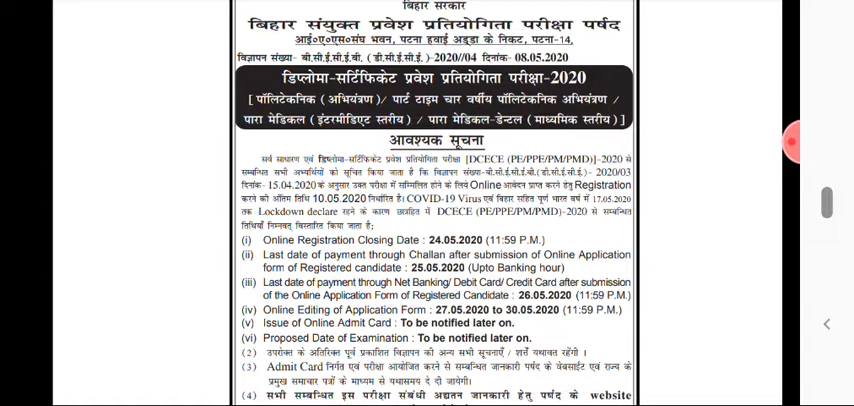 बिहार सरकार
बिहार संयुक्त प्रवेश प्रतियोगिता परीक्षा पर्षद
आई०ए०एस०संघ भवन, पटना हवाई अड्डा के निकट, पटना-14,
विज्ञापन संख्या- बी.सी.ई.सी.ई.बी. (डी.सी.ई.सी.ई.)-2020//04 दिनांक- 08.05.2020
डिप्लोमा-सर्टिफिकेट प्रवेश प्रतियोगिता परीक्षा-2020
[ पॉलिटेकनिक (अभियंत्रण)/ पार्ट टाइम चार वर्षीय पॉलिटेकनिक अभियंत्रण /
पारा मेडिकल (इंटरमीडिएट स्तरीय) / पारा मेडिकल-डेन्टल (माध्यमिक स्तरीय) ]
आवश्यक सूचना
सर्व साधारण एवं डिप्लोमा-सर्टिफिकेट प्रवेश प्रतियोगिता परीक्षा [DCECE (PE/PPE/PM/PMD)]-2020 से
सम्बन्धित सभी अभ्यर्थियों को सूचित किया जाता है कि विज्ञापन संख्या-बी.सी.ई.सी.ई.बी.(डी.सी.ई.सी.ई.)- 2020/03
दिनांक-15.04.2020 के अनुसार उक्त परीक्षा में सम्मिलित होने के लिये Online आवेदन प्राप्त करने हेतु Registration
करने की अंतिम तिथि 10.05.2020 निर्धारित है। COVID-19 Virus एवं बिहार सहित पूर्ण भारत वर्ष में 17.05.2020
तक Lockdown declare रहने के कारण छात्रहित में DCECE (PE/PPE/PM/PMD)-2020 से सम्बन्धित
तिथियाँ निम्नवत् विस्तारित किया जाता है;
(i) Online Registration Closing Date : 24.05.2020 (11:59 P.M.)
(ii) Last date of payment through Challan after submission of Online Application
form of Registered candidate : 25.05.2020 (Upto Banking hour)
(iii) Last date of payment through Net Banking/ Debit Card/ Credit Card after submission
of the Online Application Form of Registered Candidate : 26.05.2020 (11:59 P.M.)
(iv) Online Editing of Application Form : 27.05.2020 to 30.05.2020 (11:59 P.M.)
(v) Issue of Online Admit Card : To be notified later on.
(vi) Proposed Date of Examination : To be notified later on.
(2) उपरोक्त के अतिरिक्त पूर्व प्रकाशित विज्ञापन की अन्य सभी सूचनाएँ / शर्तें यथावत रहेंगी ।
(3) Admit Card निर्गत एवं परीक्षा आयोजित करने से सम्बन्धित जानकारी पर्षद के वेबसाईट एवं राज्य के
प्रमुख समाचार पत्रों के माध्यम से यथासमय दे दी जायेगी।
(4) सभी सम्बन्धित इस परीक्षा संबंधी अद्यतन जानकारी हेतु पर्षद के website